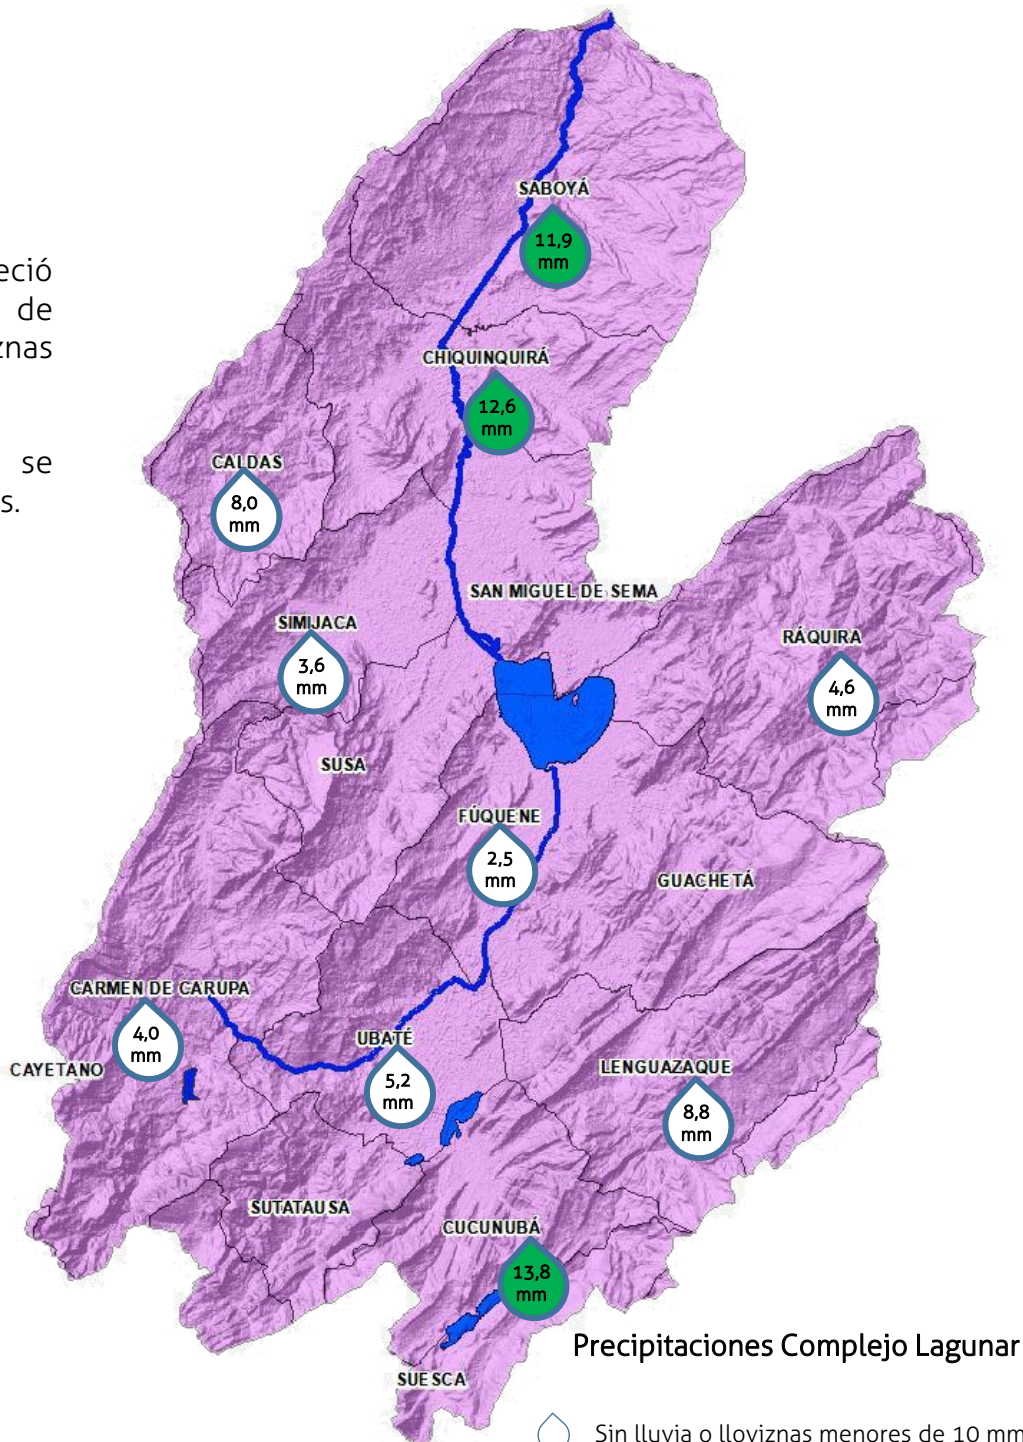 SABOYÁ
11,9
mm
eció
de
znas
CHIQUINQUIRÁ
12,6
mm
se
s.
CALDAS
8,0
mm
SAN MIGUEL DE SEMA
SIMIJACA
3,6
mm
RÁQUIRA
4,6
mm
SUSA
FÚQUENE
2,5
mm
GUACHETÁ
CARMEN DE CARUPA
4,0
mm
UBATÉ
5,2
mm
CAYETANO
LENGUAZAQUE
8,8
mm
SUTATAUSA
CUCUNUBÁ
13,8
mm
Precipitaciones Complejo Lagunar
SUESCA
Sin lluvia o lloviznas menores de 10 mm